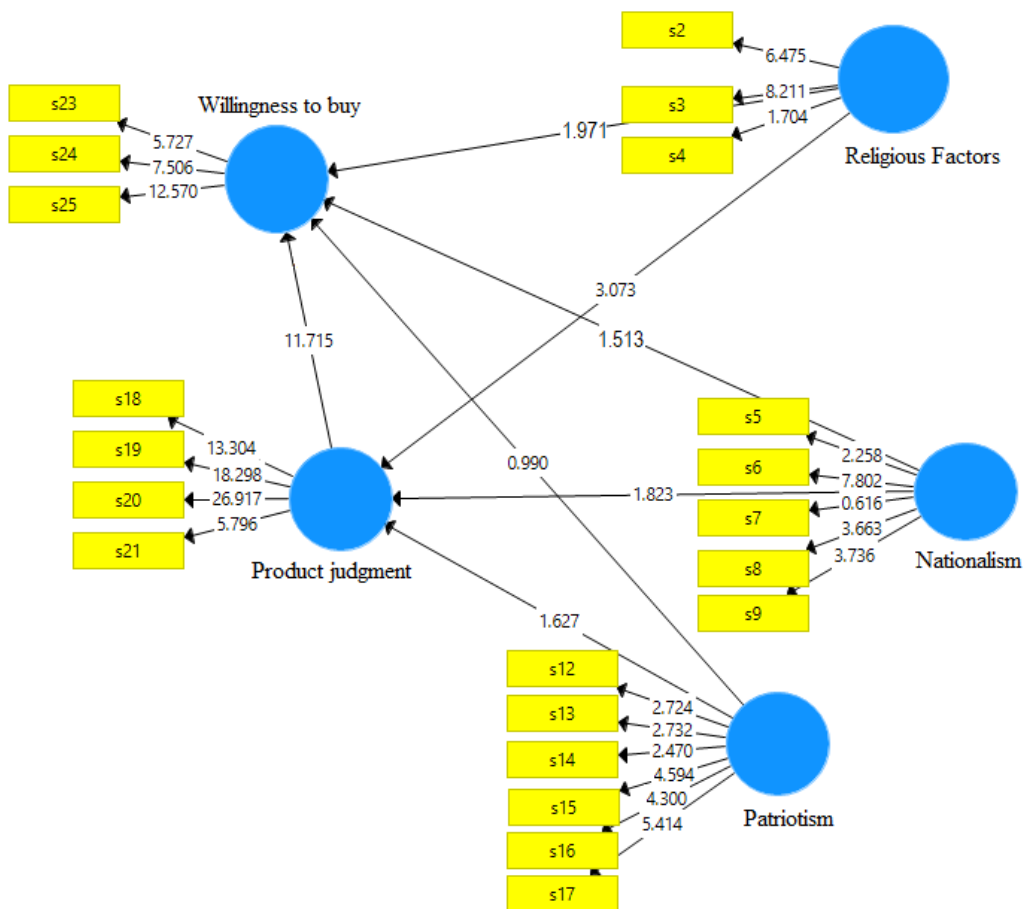 s2
6.475
s3
8.211
1.704
s4
Religious Factors
s23
Willingness to buy
5.727
s24
7.506
12.570
s25
1.971
3.073
11.715
1.513
s18
13.304
s19
18.298
s20
26.917
5.796
s21
Product judgment
0.990
1.823
s5
2.258
s6
7.802
0.616
s7
3.663
s8
3.736
s9
Nationalism
1.627
s12
2.724
s13
2.732
2.470
s14
4.594
s15
4.300
5.414
s16
s17
Patriotism